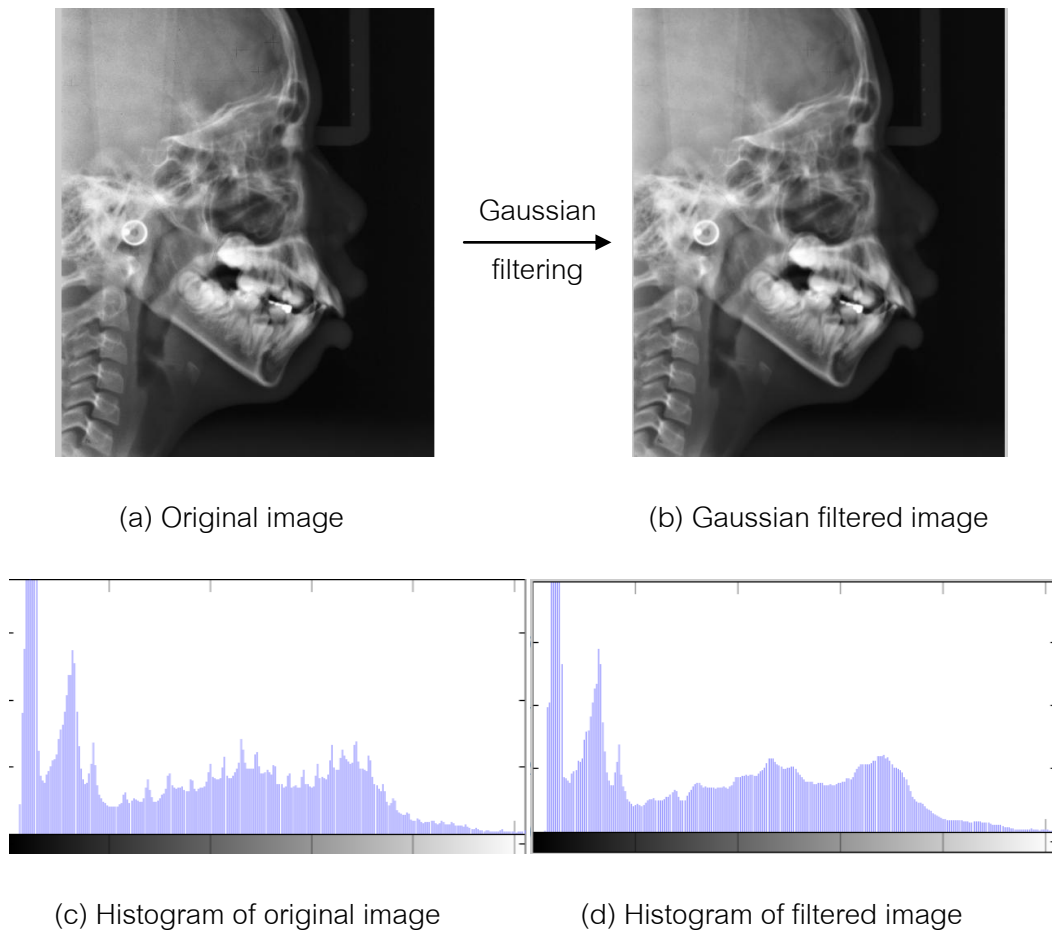 Gaussian
filtering
(a) Original image
(b) Gaussian filtered image
(c) Histogram of original image
(d) Histogram of filtered image